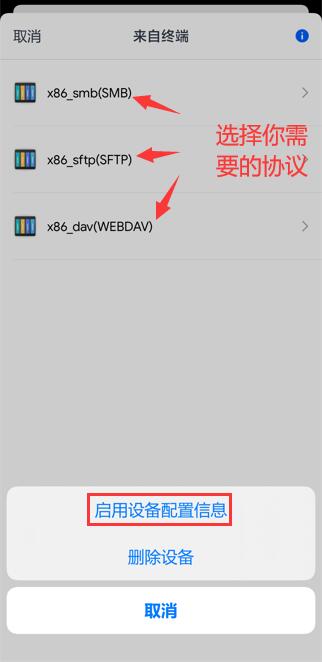 取消 来自终端
x86_smb(SMB)
选择你需
要的协议
x86_sftp(SFTP)
x86_dav(WEBDAV)
启用设备配置信息
删除设备
取消